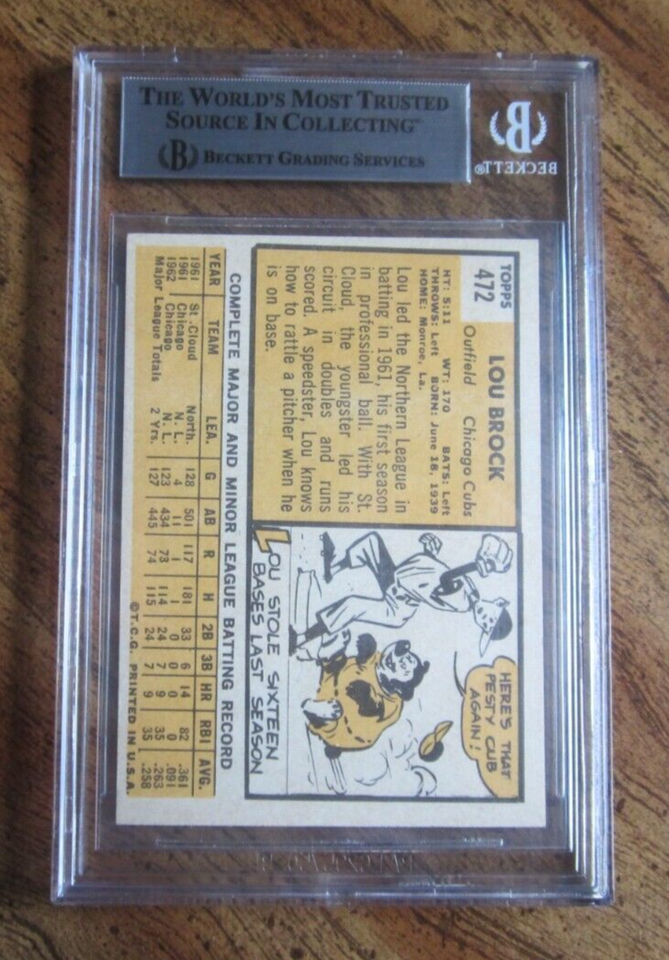 THE WORLD'S MOST TRUSTED
SOURCE IN COLLECTING™
B BECKETT GRADING SERVICES
B
BECKETT®
TOPPS
472
LOU BROCK
Outfield Chicago Cubs
HT: 5:11 WT: 170 BATS: Left
THROWS: Left BORN: June 18, 1939
HOME: Monroe, La.
Lou led the Northern League in
batting in 1961, his first season
in professional ball. With St.
Cloud, the youngster led his
circuit in doubles and runs
scored. A speedster, Lou knows
how to rattle a pitcher when he
is on base.
HERE'S THAT
PESTY CUB
AGAIN!
LOU STOLE SIXTEEN
BASES LAST SEASON
COMPLETE MAJOR AND MINOR LEAGUE BATTING RECORD
YEAR TEAM LEA. G AB R H 2B 3B HR RBI AVG.
1961 St. Cloud North. 128 501 117 181 33 6 14 82 .361
1961 Chicago N. L. 4 11 1 1 0 0 0 0 .091
1962 Chicago N. L. 123 434 73 114 24 7 9 35 .263
Major League Totals 2 Yrs. 127 445 74 115 24 7 9 35 .258
©T.C.G. PRINTED IN U.S.A.